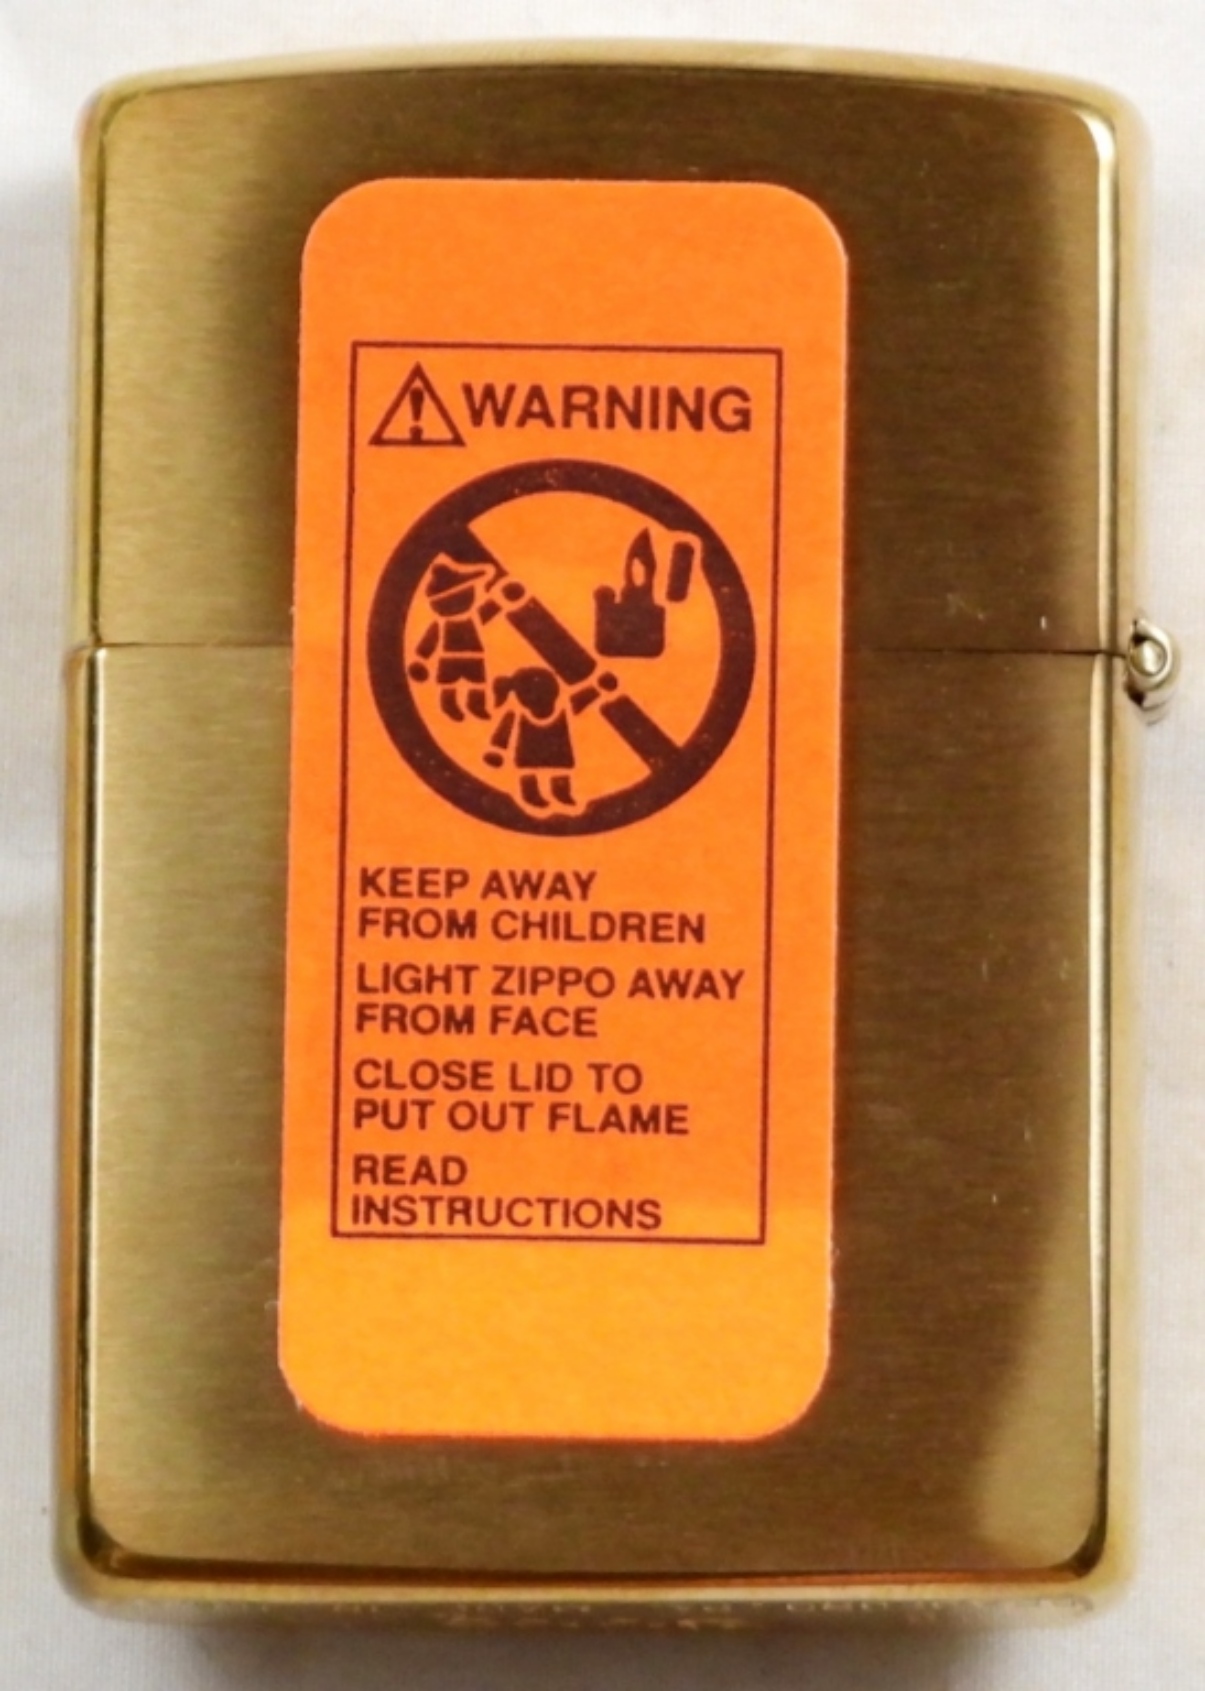 WARNING
KEEP AWAY
FROM CHILDREN
LIGHT ZIPPO AWAY
FROM FACE
CLOSE LID TO
PUT OUT FLAME
READ
INSTRUCTIONS